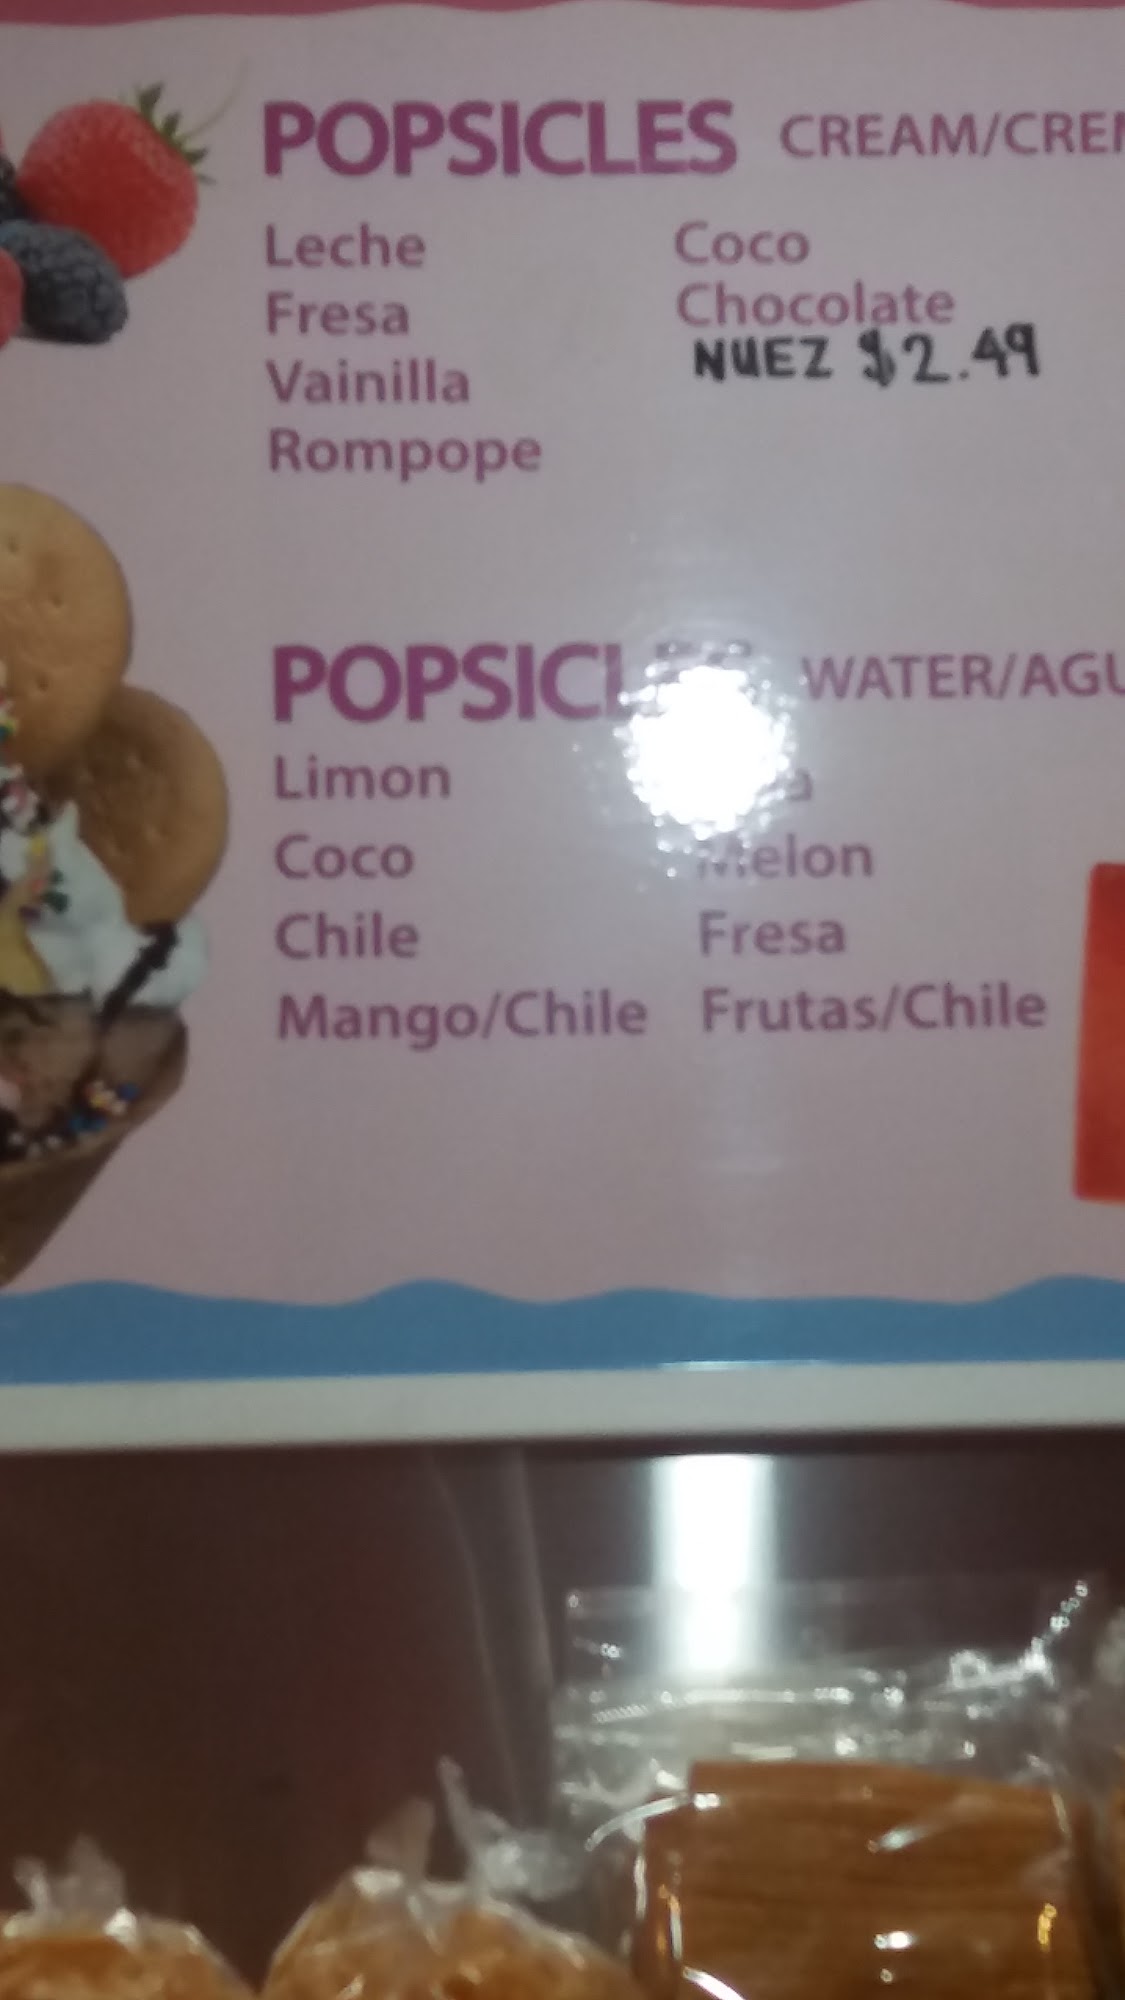 POPSICLES CREAM/CREM
Leche Coco
Fresa Chocolate
NUEZ $2.49
Vainilla
Rompope
POPSICLES WATER/AGU
Limon
Coco Melon
Chile Fresa
Mango/Chile Frutas/Chile